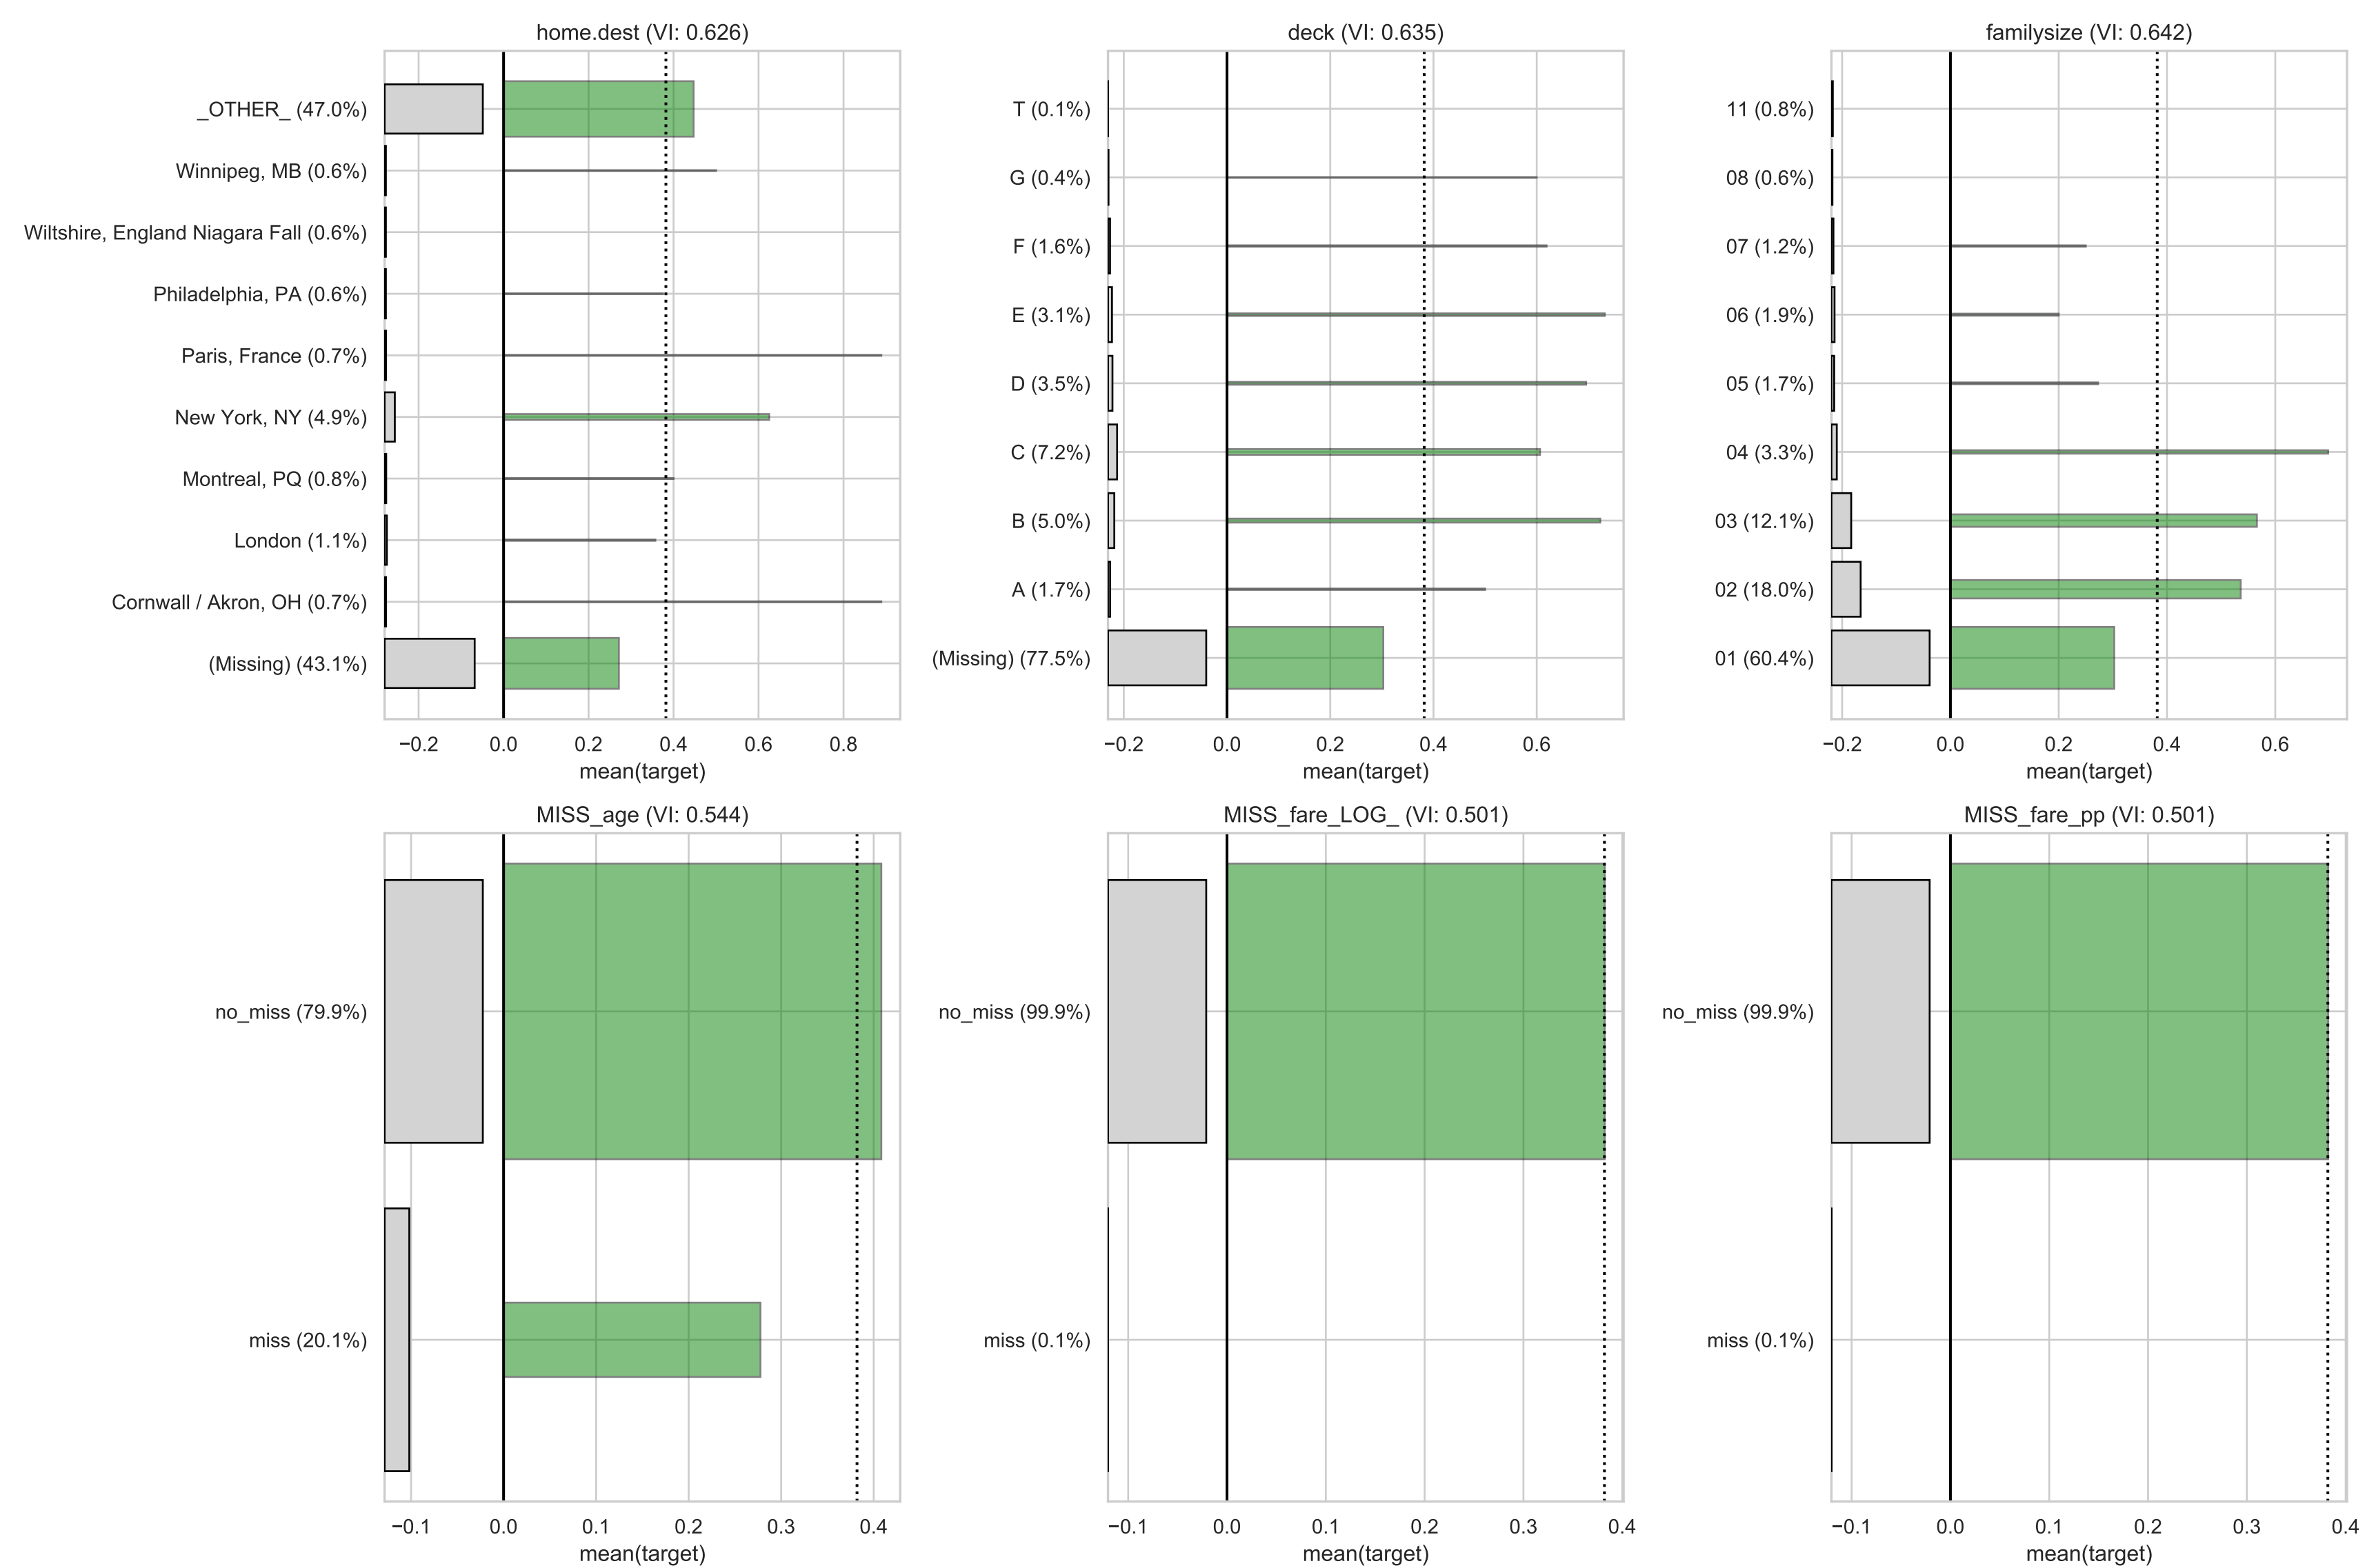 home.dest (VI: 0.626)
_OTHER_ (47.0%)
Winnipeg, MB (0.6%)
Wiltshire, England Niagara Fall (0.6%)
Philadelphia, PA (0.6%)
Paris, France (0.7%)
New York, NY (4.9%)
Montreal, PQ (0.8%)
London (1.1%)
Cornwall / Akron, OH (0.7%)
(Missing) (43.1%)
−0.2 0.0 0.2 0.4 0.6 0.8
mean(target)
deck (VI: 0.635)
T (0.1%)
G (0.4%)
F (1.6%)
E (3.1%)
D (3.5%)
C (7.2%)
B (5.0%)
A (1.7%)
(Missing) (77.5%)
−0.2 0.0 0.2 0.4 0.6
mean(target)
familysize (VI: 0.642)
11 (0.8%)
08 (0.6%)
07 (1.2%)
06 (1.9%)
05 (1.7%)
04 (3.3%)
03 (12.1%)
02 (18.0%)
01 (60.4%)
−0.2 0.0 0.2 0.4 0.6
mean(target)
MISS_age (VI: 0.544)
no_miss (79.9%)
miss (20.1%)
−0.1 0.0 0.1 0.2 0.3 0.4
mean(target)
MISS_fare_LOG_ (VI: 0.501)
no_miss (99.9%)
miss (0.1%)
−0.1 0.0 0.1 0.2 0.3 0.4
mean(target)
MISS_fare_pp (VI: 0.501)
no_miss (99.9%)
miss (0.1%)
−0.1 0.0 0.1 0.2 0.3 0.4
mean(target)